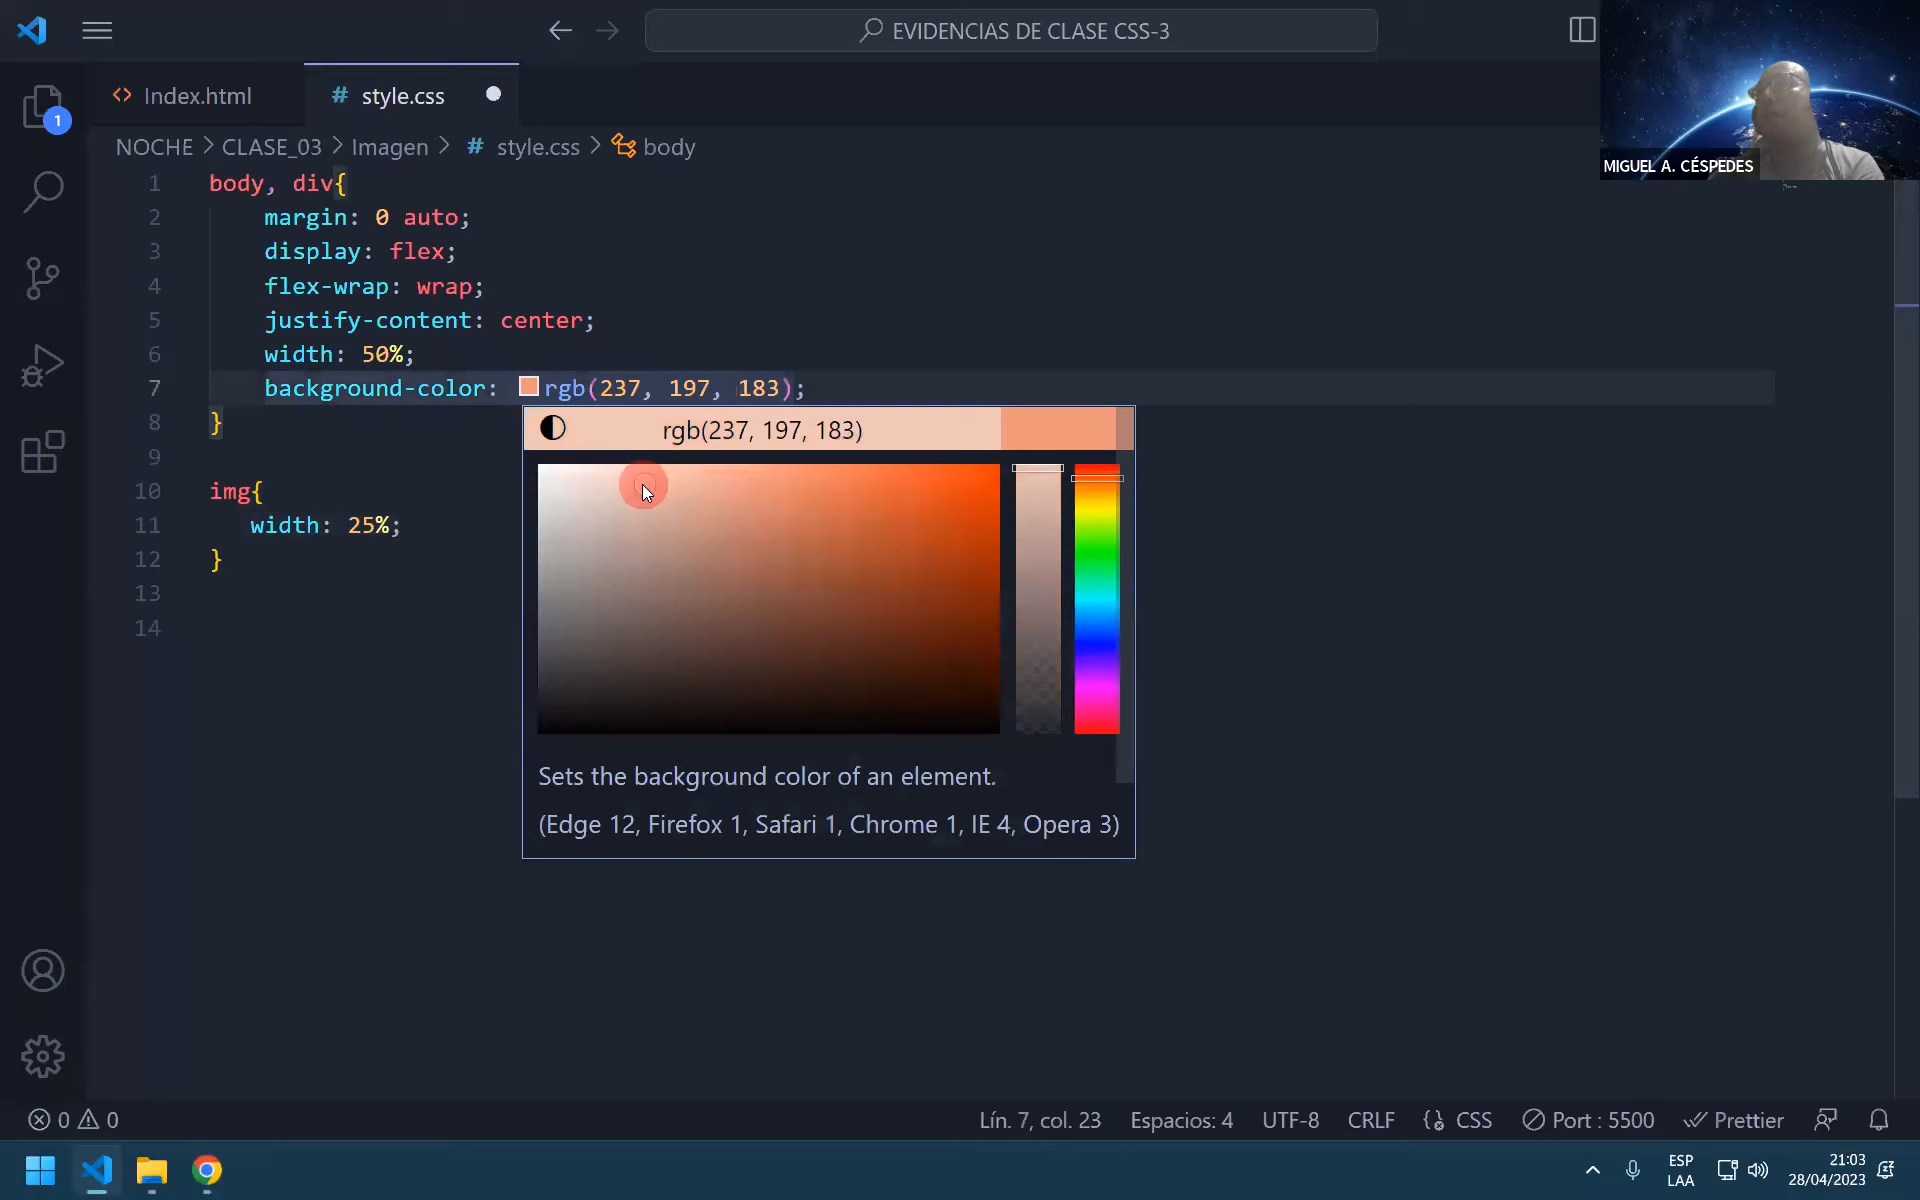 EVIDENCIAS DE CLASE CSS-3
Index.html
# style.css
1
NOCHE > CLASE_03 > Imagen > # style.css > body
MIGUEL A. CÉSPEDES
1 body, div{
2 margin: 0 auto;
3 display: flex;
4 flex-wrap: wrap;
5 justify-content: center;
6 width: 50%;
7 background-color: rgb(237, 197, 183);
8 }
rgb(237, 197, 183)
9
10 img{
11 width: 25%;
12 }
13
14
Sets the background color of an element.
(Edge 12, Firefox 1, Safari 1, Chrome 1, IE 4, Opera 3)
0 0 Lín. 7, col. 23 Espacios: 4 UTF-8 CRLF {} CSS Port : 5500 Prettier
ESP
LAA
21:03
28/04/2023